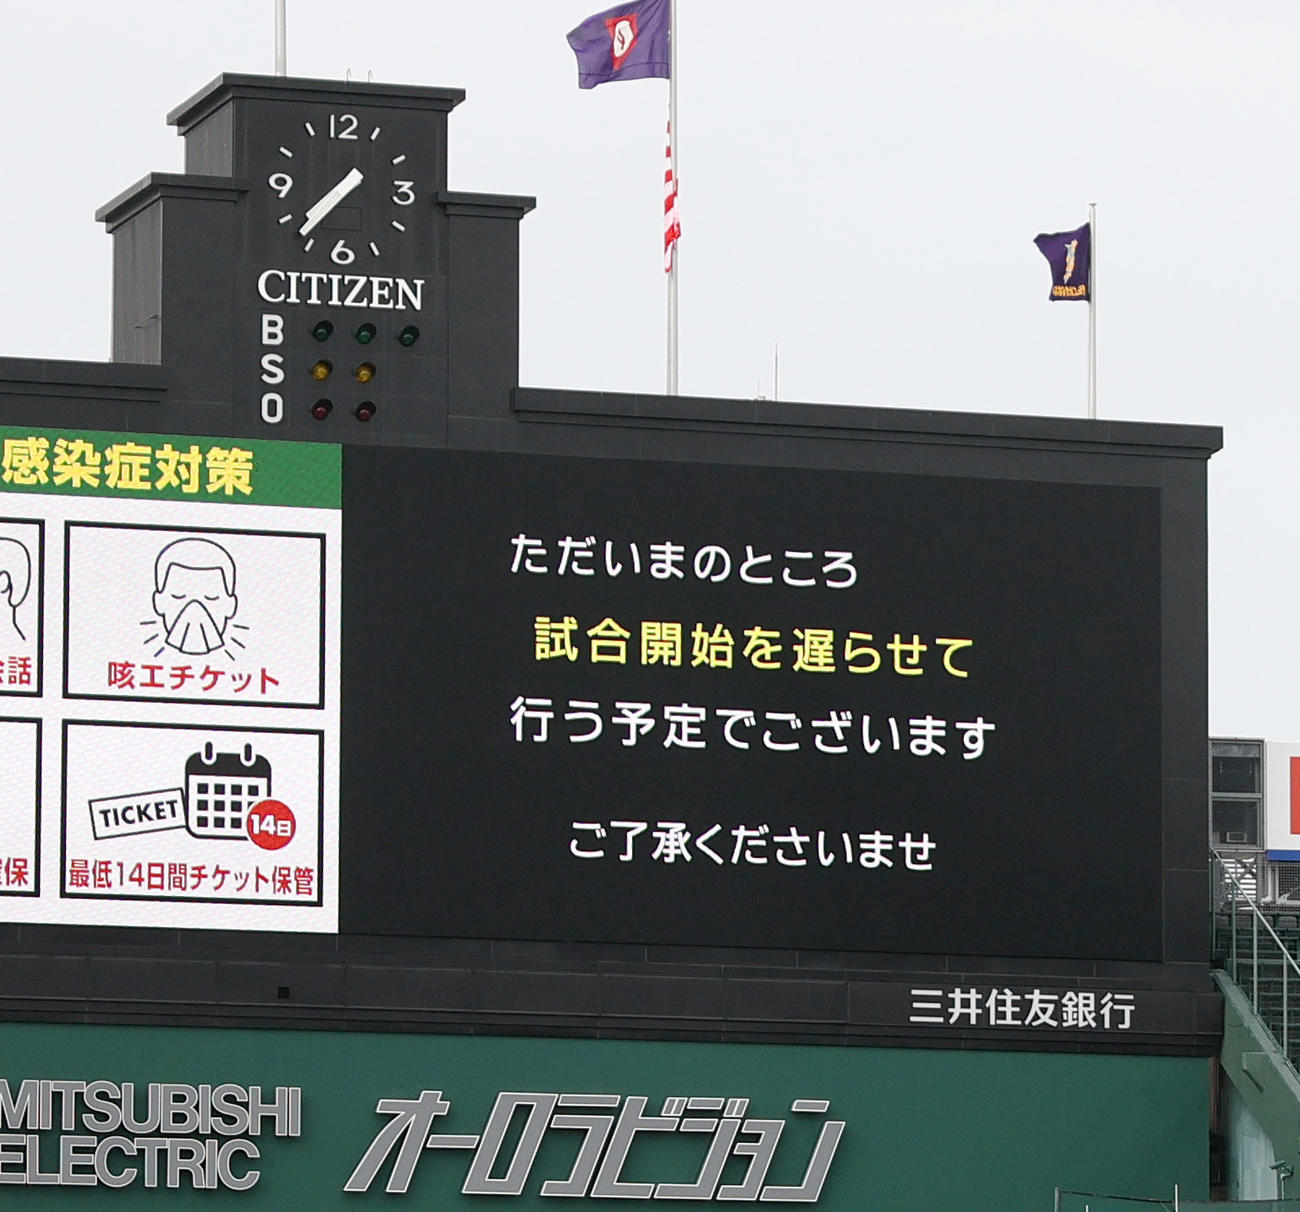 12
9
3
6
CITIZEN
B
S
O
感染症対策
話
咳エチケット
TICKET
14日
保
最低14日間チケット保管
ただいまのところ
試合開始を遅らせて
行う予定でございます
ご了承くださいませ
三井住友銀行
MITSUBISHI
ELECTRIC
オーロラビジョン